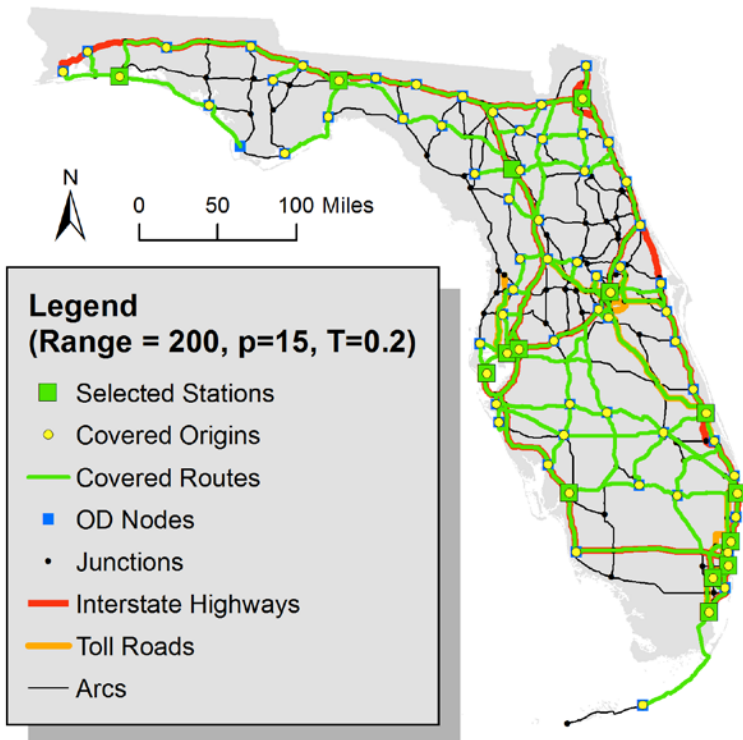 N
0 50 100 Miles
Legend
(Range = 200, p=15, T=0.2)
Selected Stations
Covered Origins
Covered Routes
OD Nodes
Junctions
Interstate Highways
Toll Roads
Arcs